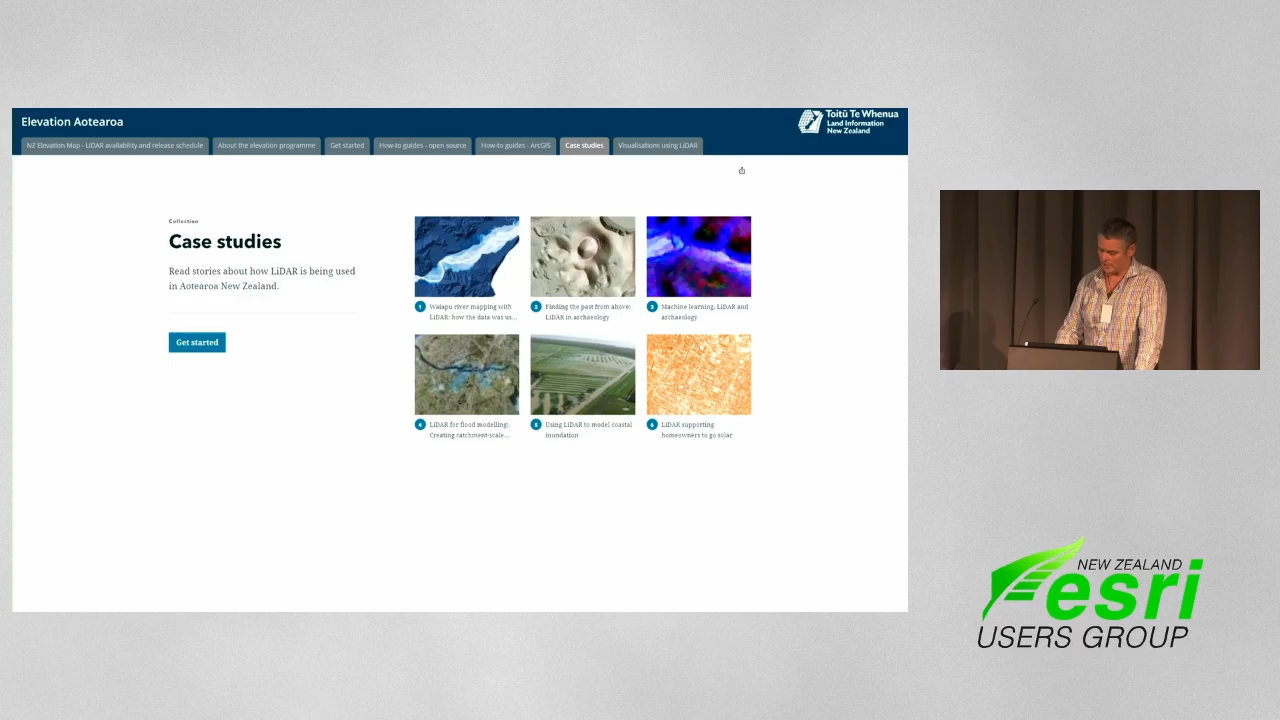 Elevation Aotearoa
Toitū Te Whenua
Land Information
New Zealand
NZ Elevation Map - LiDAR availability and release schedule
About the elevation programme
Get started
How-to guides - open source
How-to guides - ArcGIS
Case studies
Visualisations using LiDAR
Collection
Case studies
Read stories about how LiDAR is being used
in Aotearoa New Zealand.
Get started
1 Waiapu river mapping with
LiDAR: how the data was us...
2 Finding the past from above:
LiDAR in archaeology
3 Machine learning, LiDAR and
archaeology
4 LiDAR for flood modelling:
Creating catchment-scale...
5 Using LiDAR to model coastal
inundation
6 LiDAR supporting
homeowners to go solar
NEW ZEALAND
esri
USERS GROUP